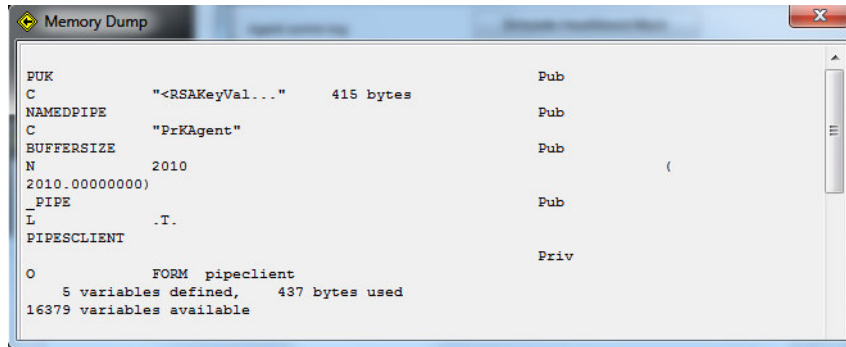 Memory Dump
PUK Pub
C "<RSAKeyVal..." 415 bytes
NAMEDPIPE Pub
C "PrKAgent"
BUFFERSIZE Pub
N 2010 (
2010.00000000)
_PIPE Pub
L .T.
PIPESCLIENT
Priv
O FORM pipeclient
5 variables defined, 437 bytes used
16379 variables available